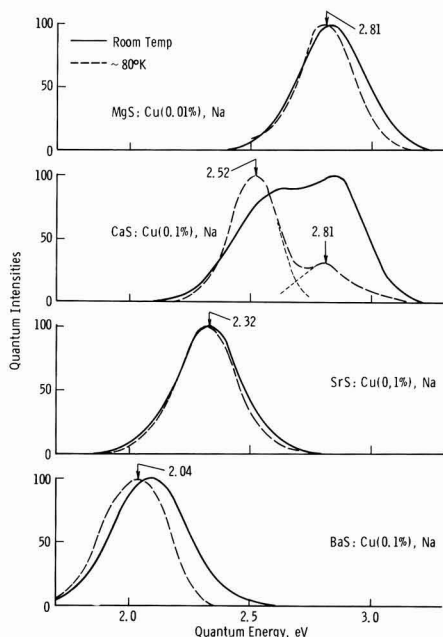 100
Room Temp
~ 80°K
2.81
50
MgS: Cu(0.01%), Na
0
100
2.52
50
CaS: Cu(0.1%), Na
2.81
0
100
2.32
50
SrS: Cu(0,1%), Na
0
100
2.04
50
BaS: Cu(0.1%), Na
0
2.0
2.5
3.0
Quantum Energy, eV
Quantum Intensities